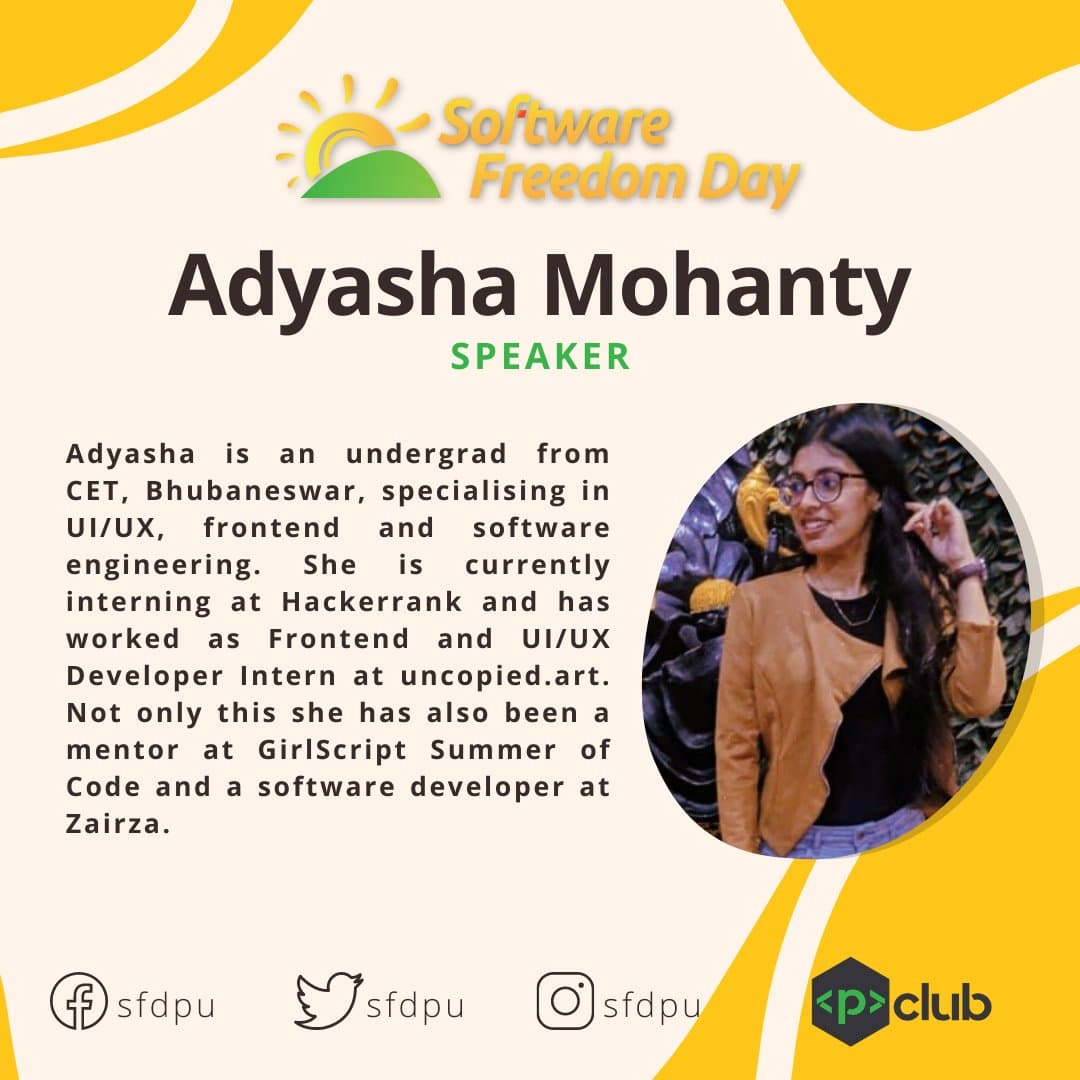 Software
Freedom Day
Adyasha Mohanty
SPEAKER
Adyasha is an undergrad from
CET, Bhubaneswar, specialising in
UI/UX, frontend and software
engineering. She is currently
interning at Hackerrank and has
worked as Frontend and UI/UX
Developer Intern at uncopied.art.
Not only this she has also been a
mentor at GirlScript Summer of
Code and a software developer at
Zairza.
sfdpu
sfdpu
sfdpu
<p>club